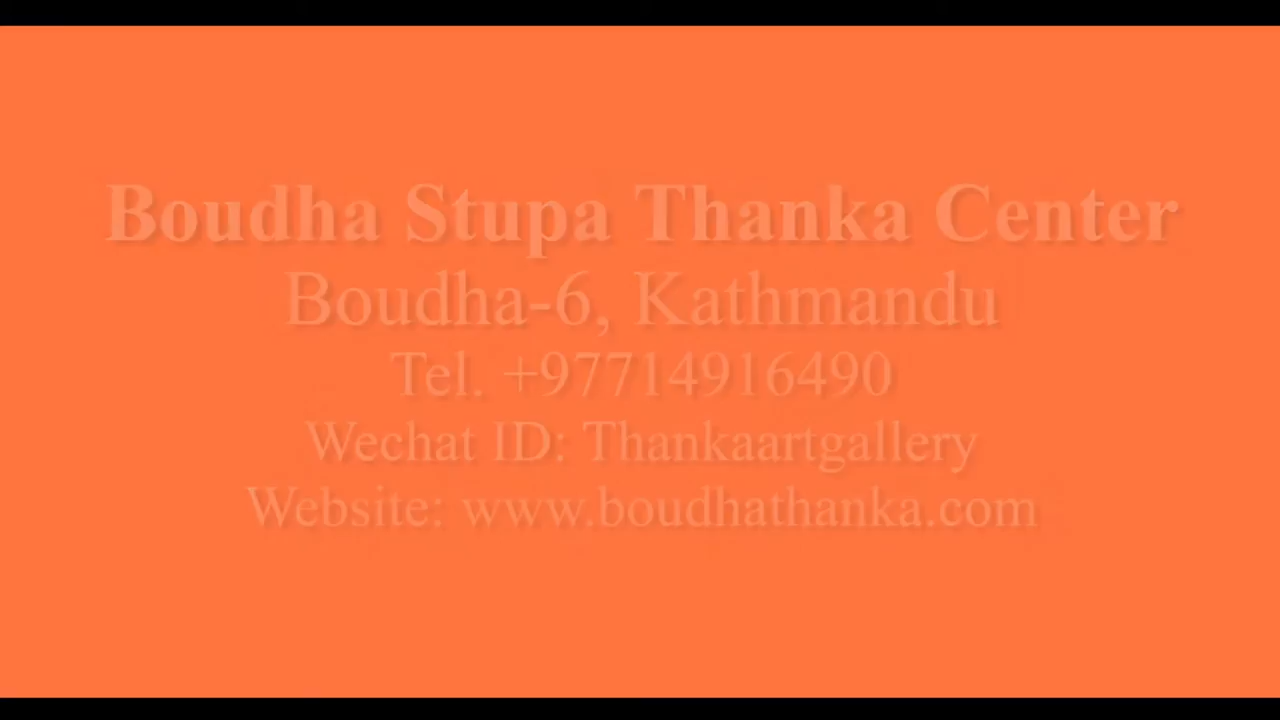 Boudha Stupa Thanka Center
Boudha-6, Kathmandu
Tel. +97714916490
Wechat ID: Thankaartgallery
Website: www.boudhathanka.com